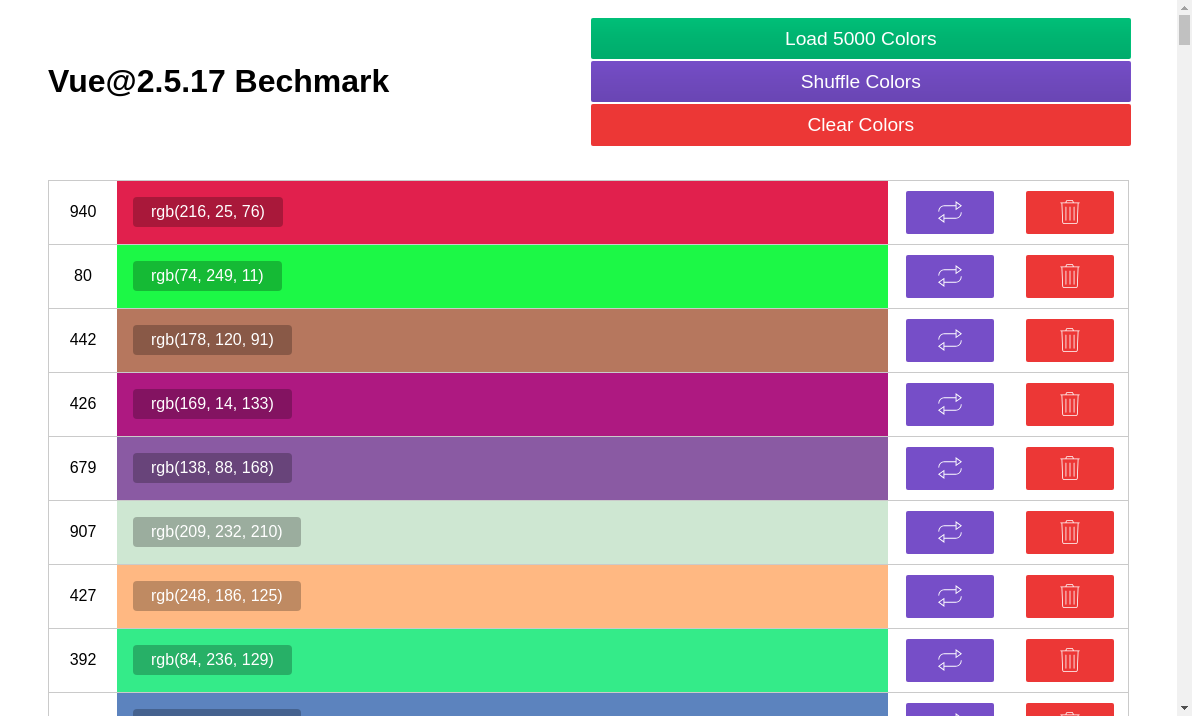 Vue@2.5.17 Bechmark
Load 5000 Colors
Shuffle Colors
Clear Colors
940 rgb(216, 25, 76)
80 rgb(74, 249, 11)
442 rgb(178, 120, 91)
426 rgb(169, 14, 133)
679 rgb(138, 88, 168)
907 rgb(209, 232, 210)
427 rgb(248, 186, 125)
392 rgb(84, 236, 129)